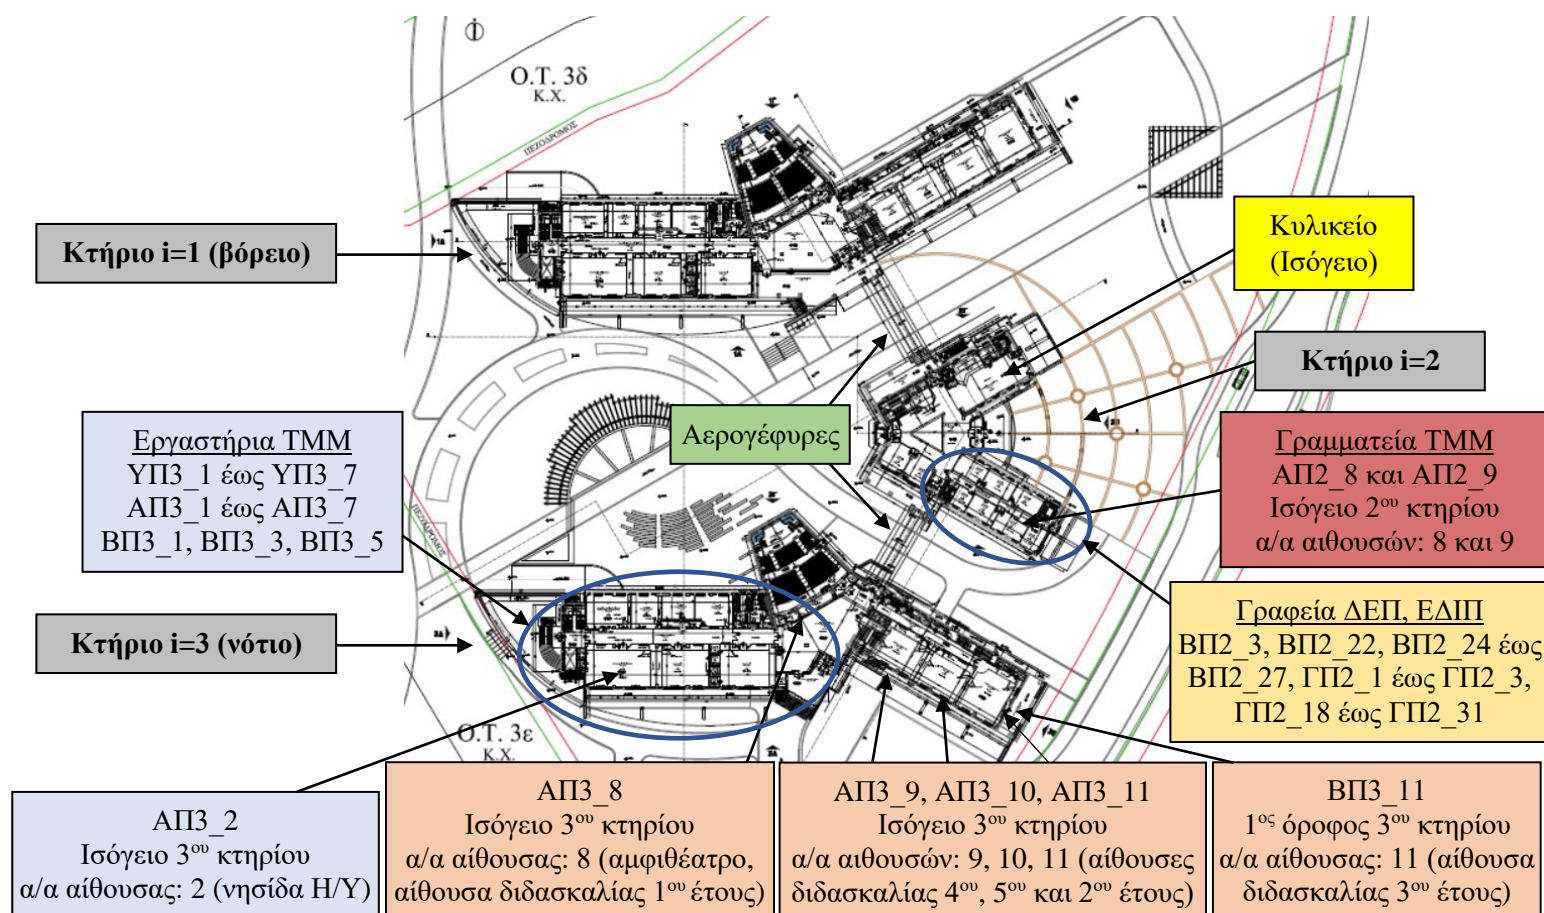 Ο.Τ. 3δ
Κ.Χ.
ΠΕΖΟΔΡΟΜΟΣ
Κτήριο i=1 (βόρειο)
Κυλικείο
(Ισόγειο)
Κτήριο i=2
Αερογέφυρες
Εργαστήρια ΤΜΜ
ΥΠ3_1 έως ΥΠ3_7
ΑΠ3_1 έως ΑΠ3_7
ΒΠ3_1, ΒΠ3_3, ΒΠ3_5
Γραμματεία ΤΜΜ
ΑΠ2_8 και ΑΠ2_9
Ισόγειο 2ου κτηρίου
α/α αιθουσών: 8 και 9
ΠΕΖΟΔΡΟΜΟΣ
Κτήριο i=3 (νότιο)
Γραφεία ΔΕΠ, ΕΔΙΠ
ΒΠ2_3, ΒΠ2_22, ΒΠ2_24 έως
ΒΠ2_27, ΓΠ2_1 έως ΓΠ2_3,
ΓΠ2_18 έως ΓΠ2_31
Ο.Τ. 3ε
Κ.Χ.
ΑΠ3_2
Ισόγειο 3ου κτηρίου
α/α αίθουσας: 2 (νησίδα Η/Υ)
ΑΠ3_8
Ισόγειο 3ου κτηρίου
α/α αίθουσας: 8 (αμφιθέατρο,
αίθουσα διδασκαλίας 1ου έτους)
ΑΠ3_9, ΑΠ3_10, ΑΠ3_11
Ισόγειο 3ου κτηρίου
α/α αιθουσών: 9, 10, 11 (αίθουσες
διδασκαλίας 4ου, 5ου και 2ου έτους)
ΒΠ3_11
1ος όροφος 3ου κτηρίου
α/α αίθουσας: 11 (αίθουσα
διδασκαλίας 3ου έτους)